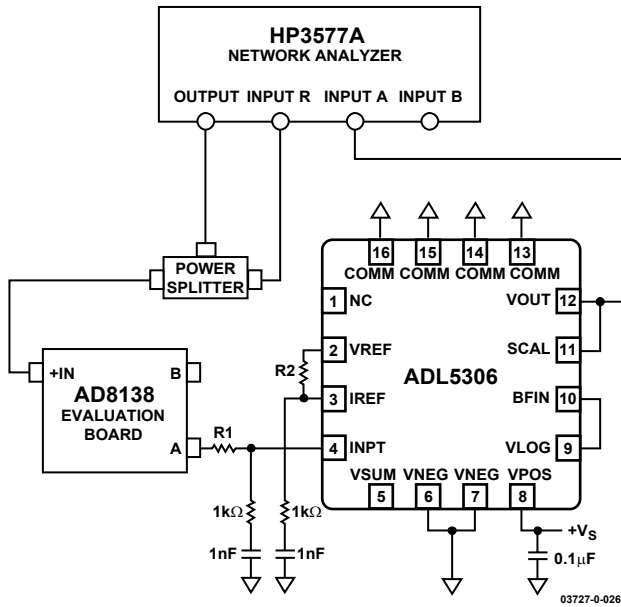 HP3577A
NETWORK ANALYZER
OUTPUT INPUT R INPUT A INPUT B
16 15 14 13
COMM COMM COMM COMM
POWER
SPLITTER
1 NC
VOUT 12
2 VREF
SCAL 11
R2
ADL5306
3 IREF
BFIN 10
4 INPT
VLOG 9
VSUM VNEG VNEG VPOS
5 6 7 8
+IN
B
AD8138
EVALUATION
BOARD
A
R1
1kΩ 1kΩ
1nF 1nF
+VS
0.1μF
03727-0-026